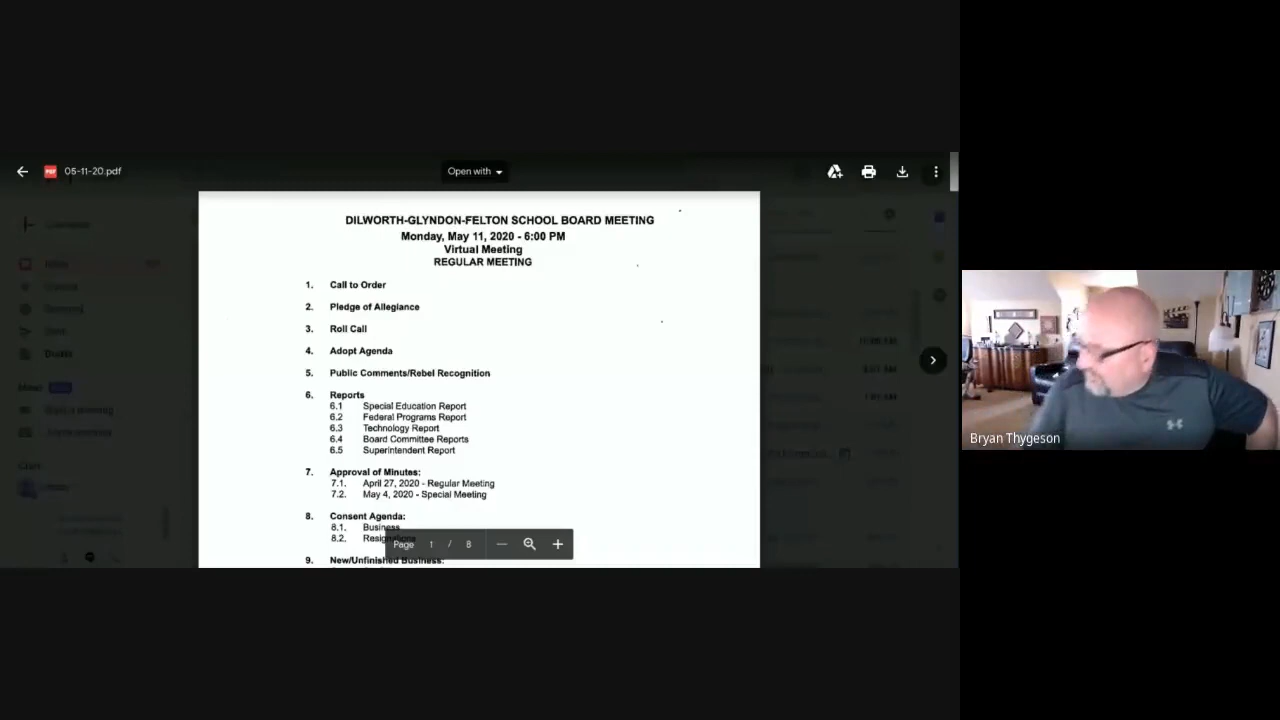 05-11-20.pdf
Open with
DILWORTH-GLYNDON-FELTON SCHOOL BOARD MEETING
Monday, May 11, 2020 - 6:00 PM
Virtual Meeting
REGULAR MEETING
1. Call to Order
2. Pledge of Allegiance
3. Roll Call
4. Adopt Agenda
5. Public Comments/Rebel Recognition
6. Reports
6.1 Special Education Report
6.2 Federal Programs Report
6.3 Technology Report
6.4 Board Committee Reports
6.5 Superintendent Report
7. Approval of Minutes:
7.1. April 27, 2020 - Regular Meeting
7.2. May 4, 2020 - Special Meeting
8. Consent Agenda:
8.1. Business
8.2. Resignations
9. New/Unfinished Business:
Page 1 / 8
Drafts
Bryan Thygeson